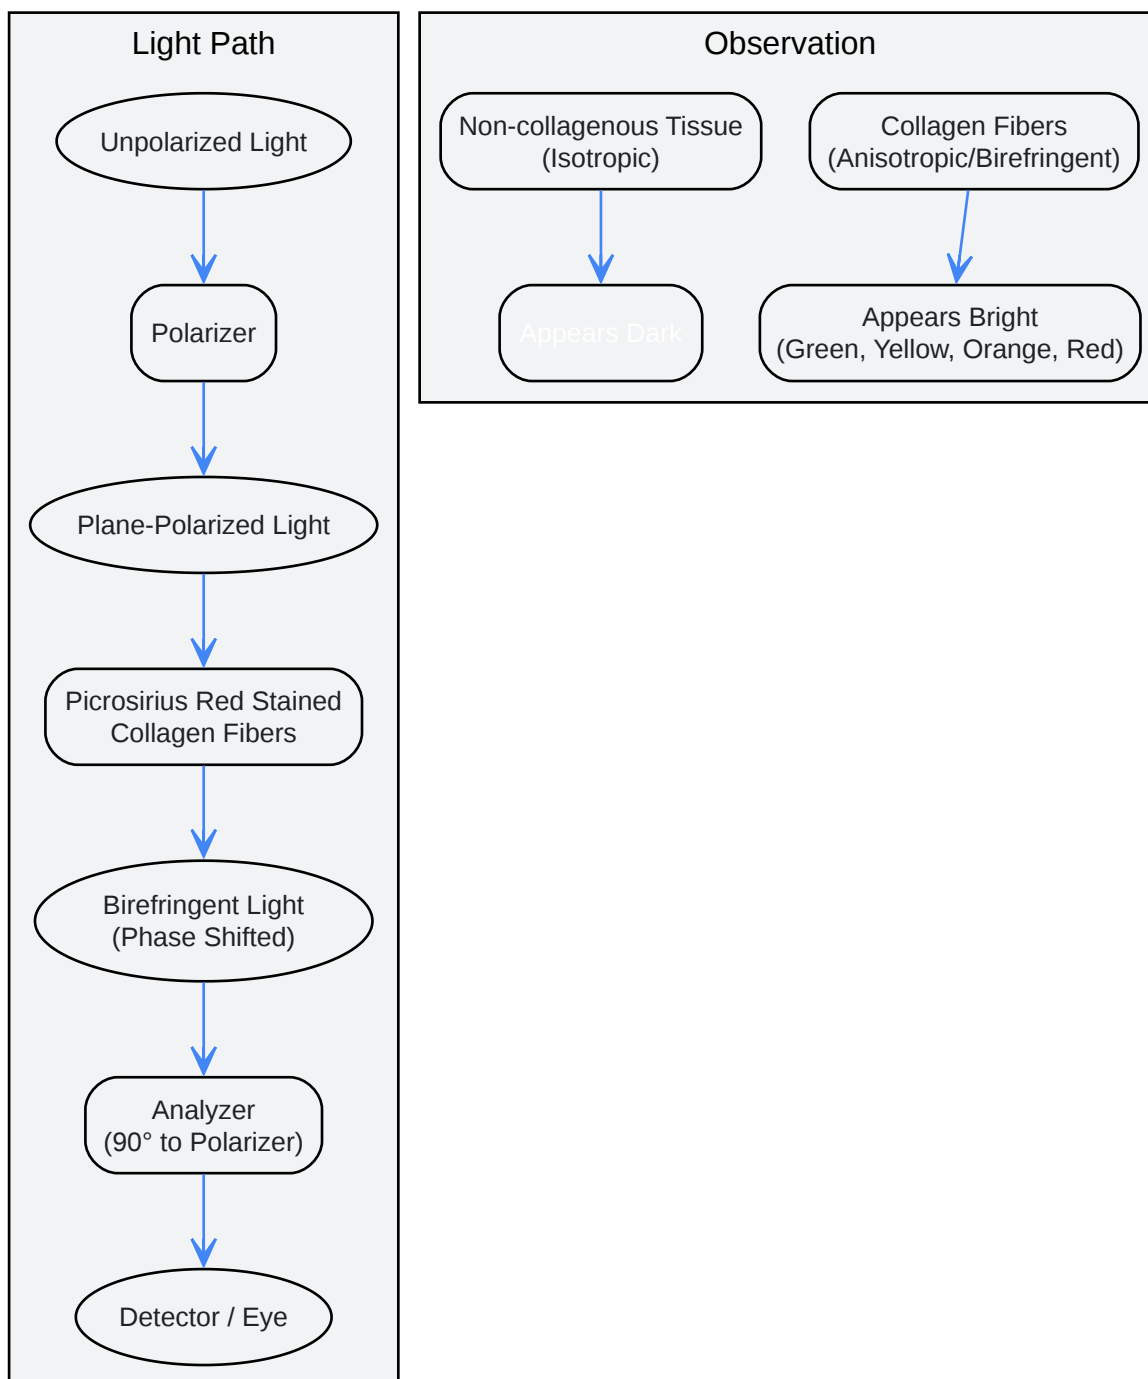 Light Path
Unpolarized Light
Polarizer
Plane-Polarized Light
Picrosirius Red Stained
Collagen Fibers
Birefringent Light
(Phase Shifted)
Analyzer
(90° to Polarizer)
Detector / Eye
Observation
Non-collagenous Tissue
(Isotropic)
Appears Dark
Collagen Fibers
(Anisotropic/Birefringent)
Appears Bright
(Green, Yellow, Orange, Red)